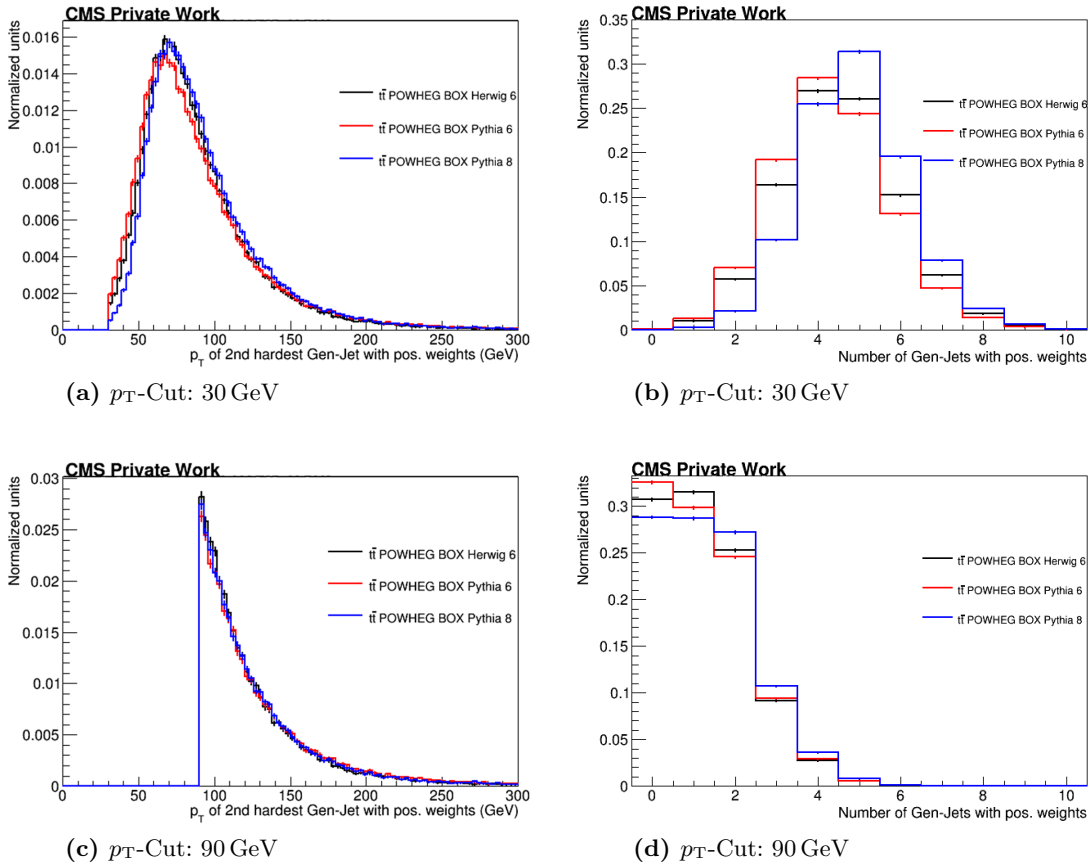 CMS Private Work
Normalized units
0.016
0.014
0.012
0.01
0.008
0.006
0.004
0.002
0
tt̄ POWHEG BOX Herwig 6
tt̄ POWHEG BOX Pythia 6
tt̄ POWHEG BOX Pythia 8
0 50 100 150 200 250 300
p_T of 2nd hardest Gen-Jet with pos. weights (GeV)
(a) p_T-Cut: 30 GeV
CMS Private Work
Normalized units
0.35
0.3
0.25
0.2
0.15
0.1
0.05
0
tt̄ POWHEG BOX Herwig 6
tt̄ POWHEG BOX Pythia 6
tt̄ POWHEG BOX Pythia 8
0 2 4 6 8 10
Number of Gen-Jets with pos. weights
(b) p_T-Cut: 30 GeV
CMS Private Work
Normalized units
0.03
0.025
0.02
0.015
0.01
0.005
0
tt̄ POWHEG BOX Herwig 6
tt̄ POWHEG BOX Pythia 6
tt̄ POWHEG BOX Pythia 8
0 50 100 150 200 250 300
p_T of 2nd hardest Gen-Jet with pos. weights (GeV)
(c) p_T-Cut: 90 GeV
CMS Private Work
Normalized units
0.3
0.25
0.2
0.15
0.1
0.05
0
tt̄ POWHEG BOX Herwig 6
tt̄ POWHEG BOX Pythia 6
tt̄ POWHEG BOX Pythia 8
0 2 4 6 8 10
Number of Gen-Jets with pos. weights
(d) p_T-Cut: 90 GeV